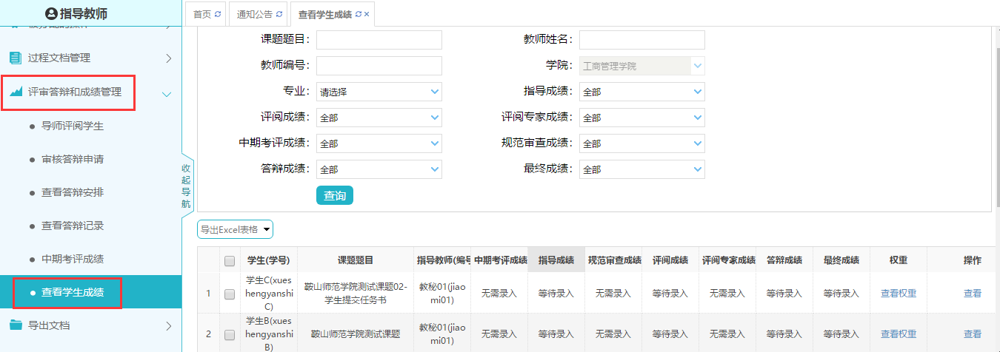 指导教师
首页
通知公告
查看学生成绩
过程文档管理
评审答辩和成绩管理
导师评阅学生
审核答辩申请
查看答辩安排
查看答辩记录
中期考评成绩
查看学生成绩
导出文档
收起导航
课题题目：
教师姓名：
教师编号：
学院： 工商管理学院
专业： 请选择
指导成绩： 全部
评阅成绩： 全部
评阅专家成绩： 全部
中期考评成绩： 全部
规范审查成绩： 全部
答辩成绩： 全部
最终成绩： 全部
查询
导出Excel表格
学生(学号) 课题题目 指导教师(编号 中期考评成绩 指导成绩 规范审查成绩 评阅成绩 评阅专家成绩 答辩成绩 最终成绩 权重 操作
1 学生C(xueshengyanshiC) 鞍山师范学院测试课题02-学生提交任务书 教秘01(jiaomi01) 无需录入 等待录入 无需录入 等待录入 无需录入 等待录入 等待录入 查看权重 查看
2 学生B(xueshengyanshiB) 鞍山师范学院测试课题 教秘01(jiaomi01) 无需录入 等待录入 无需录入 等待录入 无需录入 等待录入 等待录入 查看权重 查看